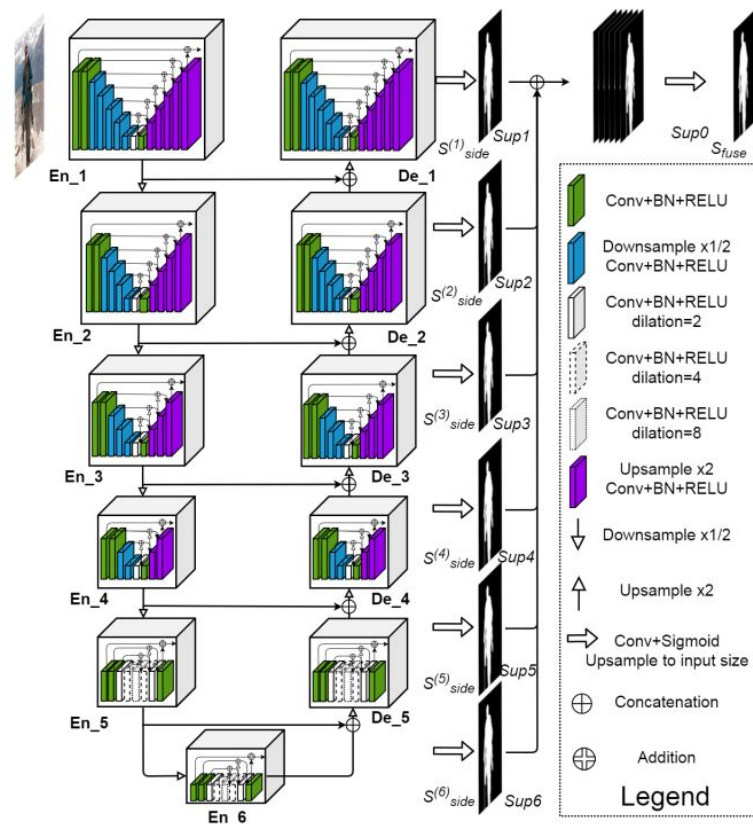 En_1
De_1
S(1)side
Sup1
Sup0
Sfuse
En_2
De_2
S(2)side
Sup2
En_3
De_3
S(3)side
Sup3
En_4
De_4
S(4)side
Sup4
En_5
De_5
S(5)side
Sup5
En_6
S(6)side
Sup6
Conv+BN+RELU
Downsample x1/2
Conv+BN+RELU
Conv+BN+RELU
dilation=2
Conv+BN+RELU
dilation=4
Conv+BN+RELU
dilation=8
Upsample x2
Conv+BN+RELU
Downsample x1/2
Upsample x2
Conv+Sigmoid
Upsample to input size
Concatenation
Addition
Legend